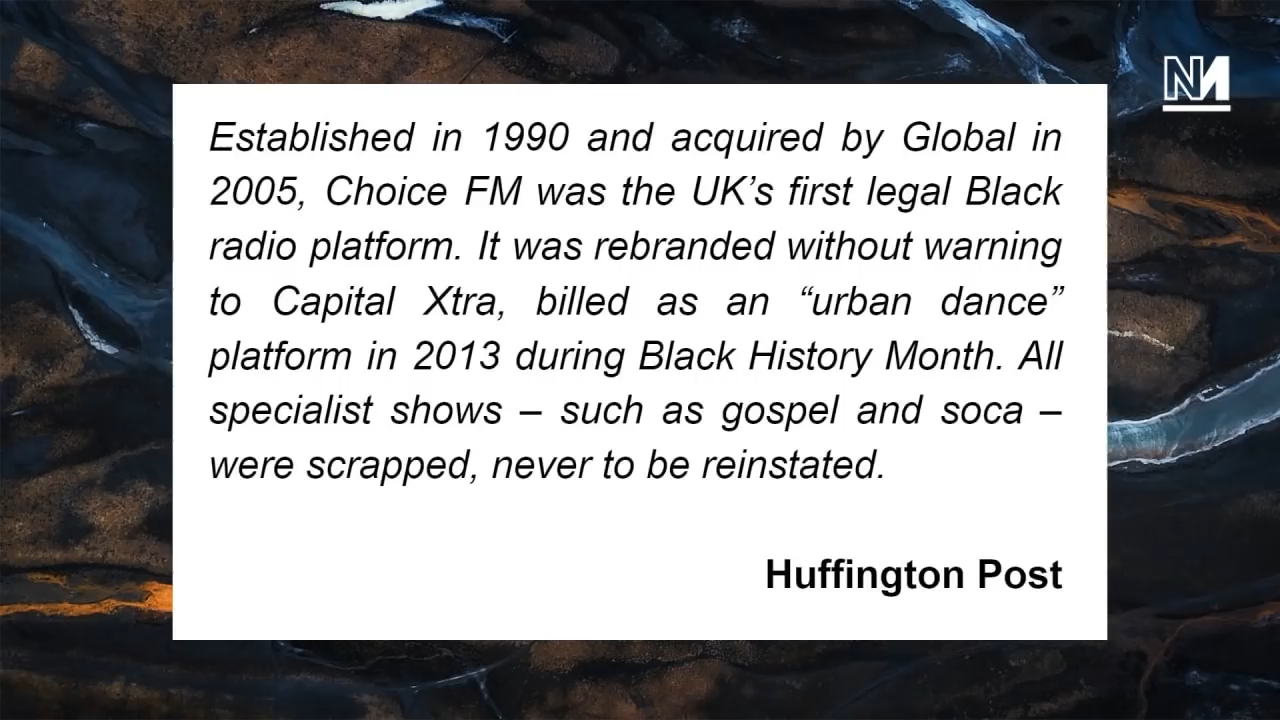 NM
Established in 1990 and acquired by Global in
2005, Choice FM was the UK’s first legal Black
radio platform. It was rebranded without warning
to Capital Xtra, billed as an “urban dance”
platform in 2013 during Black History Month. All
specialist shows – such as gospel and soca –
were scrapped, never to be reinstated.
Huffington Post